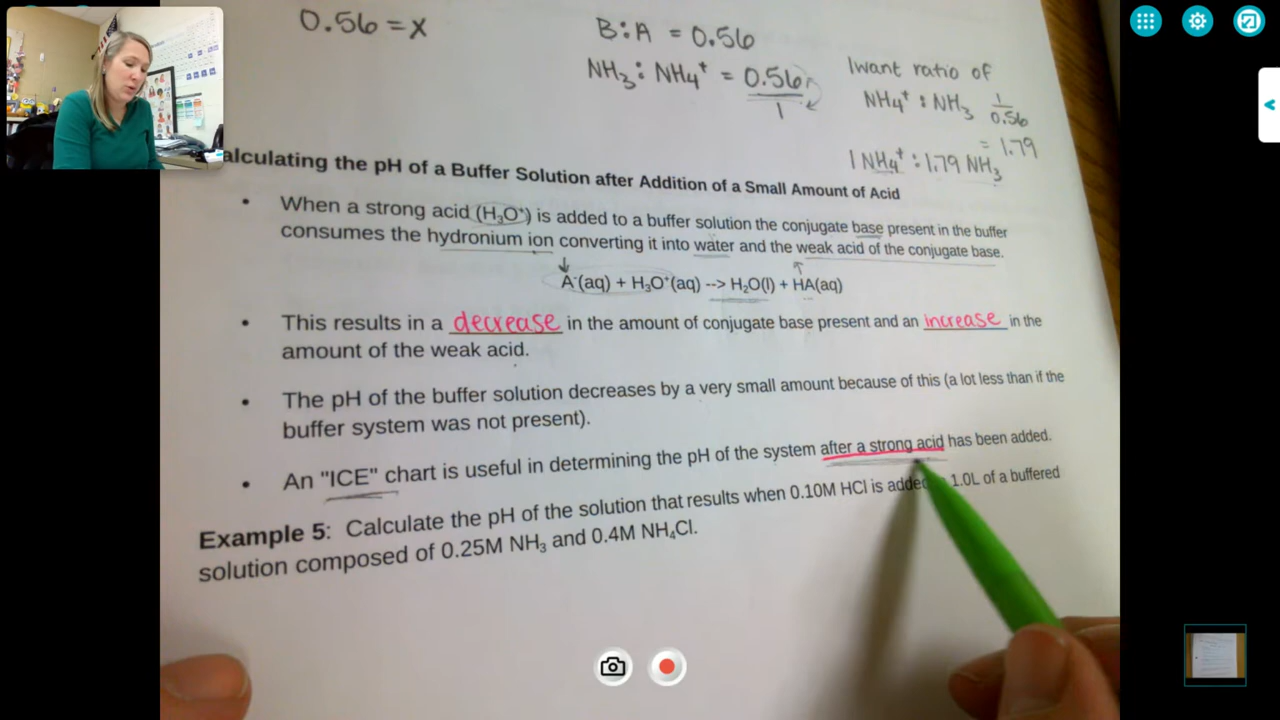 0.56 = x
B:A = 0.56
NH₃ : NH₄⁺ = 0.56
1
I want ratio of
NH₄⁺ : NH₃ 1/0.56
= 1.79
1 NH₄⁺ : 1.79 NH₃
alculating the pH of a Buffer Solution after Addition of a Small Amount of Acid
• When a strong acid (H₃O⁺) is added to a buffer solution the conjugate base present in the buffer
consumes the hydronium ion converting it into water and the weak acid of the conjugate base.
A⁻(aq) + H₃O⁺(aq) --> H₂O(l) + HA(aq)
• This results in a decrease in the amount of conjugate base present and an increase in the
amount of the weak acid.
• The pH of the buffer solution decreases by a very small amount because of this (a lot less than if the
buffer system was not present).
• An "ICE" chart is useful in determining the pH of the system after a strong acid has been added.
Example 5: Calculate the pH of the solution that results when 0.10M HCl is added 1.0L of a buffered
solution composed of 0.25M NH₃ and 0.4M NH₄Cl.